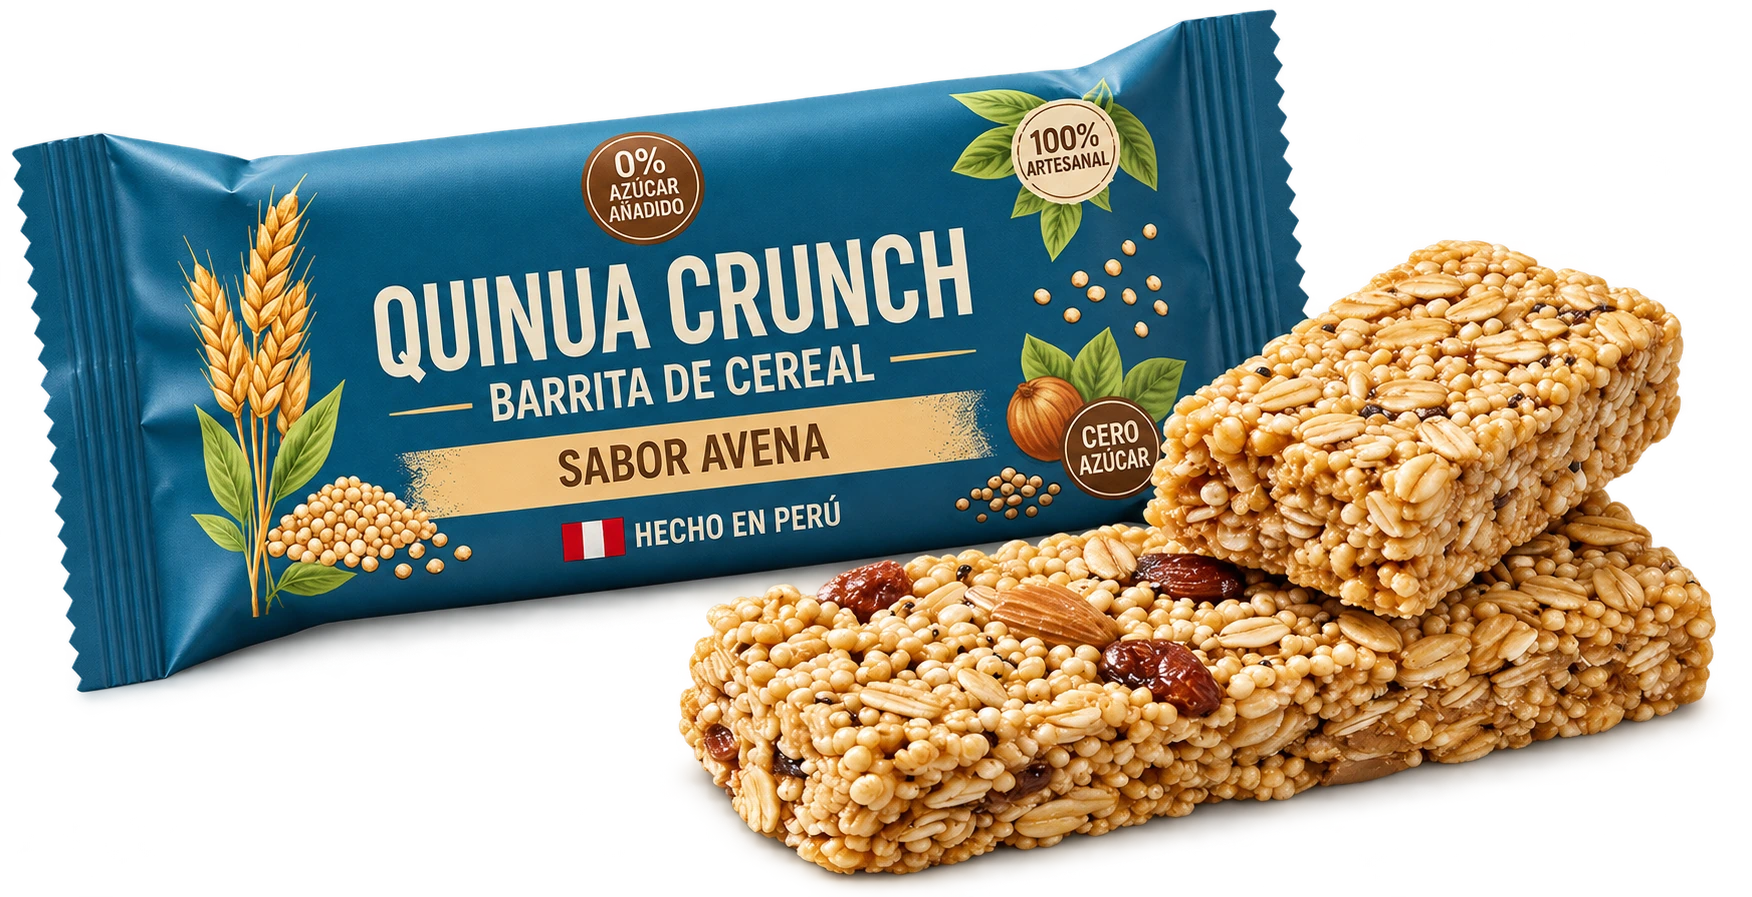 0%
AZÚCAR
AÑADIDO
100%
ARTESANAL
QUINUA CRUNCH
BARRITA DE CEREAL
SABOR AVENA
CERO
AZÚCAR
HECHO EN PERÚ